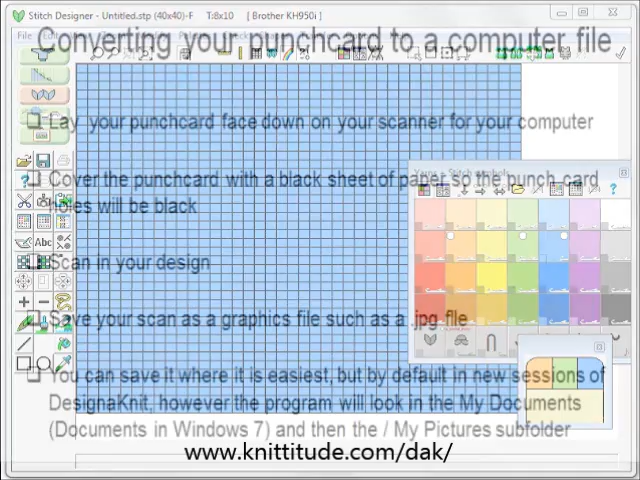 Stitch Designer - Untitled.stp (40x40)-F T:8x10 [ Brother KH950i ]
File
Converting your punchcard to a computer file
Lay your punchcard face down on your scanner for your computer
Cover the punchcard with a black sheet of paper so the punch card
holes will be black
Abc
Scan in your design
Save your scan as a graphics file such as a .jpg file
You can save it where it is easiest, but by default in new sessions of
DesignaKnit, however the program will look in the My Documents
(Documents in Windows 7) and then the / My Pictures subfolder
www.knittitude.com/dak/